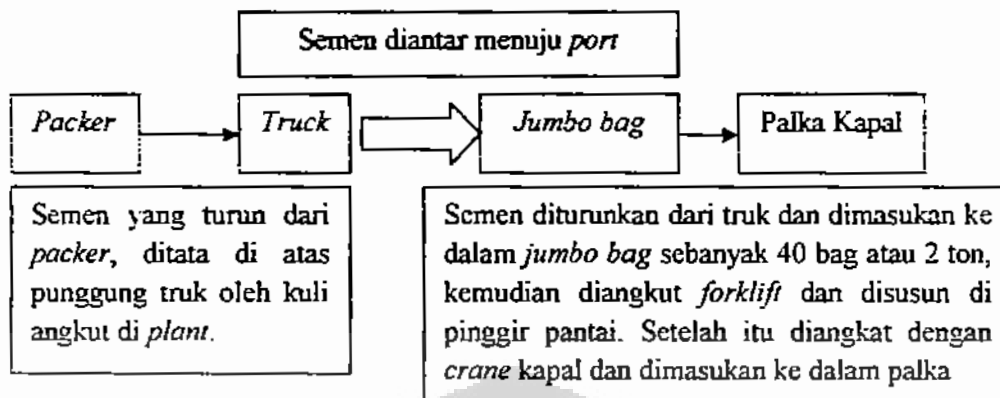 Semen diantar menuju port
Packer
Truck
Jumbo bag
Palka Kapal
Semen yang turun dari
packer, ditata di atas
punggung truk oleh kuli
angkut di plant.
Semen diturunkan dari truk dan dimasukan ke
dalam jumbo bag sebanyak 40 bag atau 2 ton,
kemudian diangkut forklift dan disusun di
pinggir pantai. Setelah itu diangkat dengan
crane kapal dan dimasukan ke dalam palka